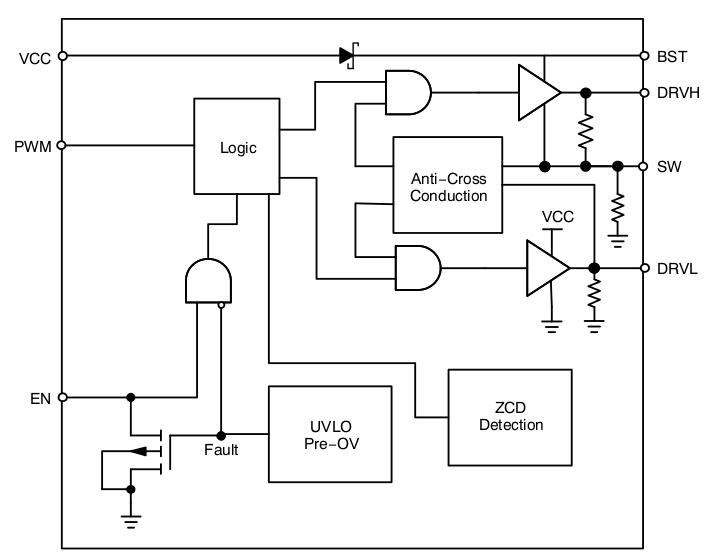 VCC
BST
DRVH
PWM
Logic
Anti-Cross
Conduction
SW
VCC
DRVL
EN
UVLO
Pre-OV
Fault
ZCD
Detection